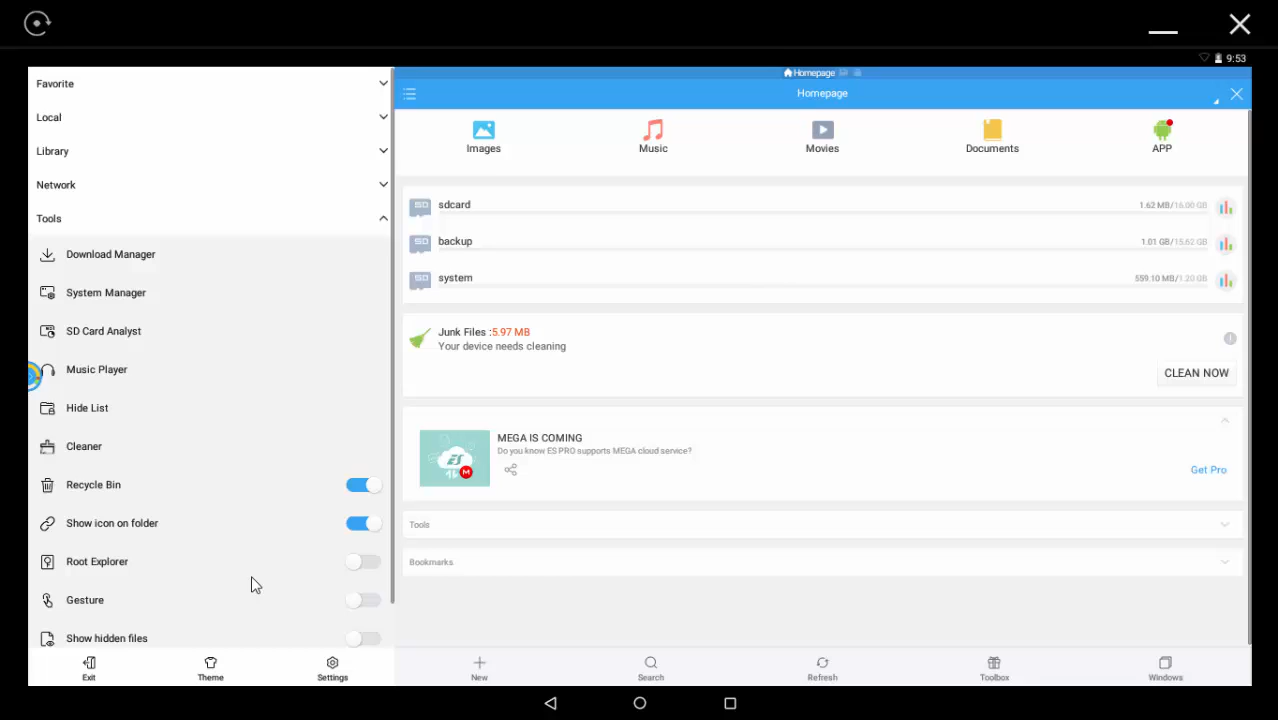 9:53
Favorite
Local
Library
Network
Tools
Download Manager
System Manager
SD Card Analyst
Music Player
Hide List
Cleaner
Recycle Bin
Show icon on folder
Root Explorer
Gesture
Show hidden files
Exit
Theme
Settings
Homepage
Homepage
Images
Music
Movies
Documents
APP
SD
sdcard
1.62 MB/16.00 GB
SD
backup
1.01 GB/15.62 GB
SD
system
559.10 MB/1.20 GB
Junk Files :5.97 MB
Your device needs cleaning
CLEAN NOW
ES
M
MEGA IS COMING
Do you know ES PRO supports MEGA cloud service?
Get Pro
Tools
Bookmarks
New
Search
Refresh
Toolbox
Windows